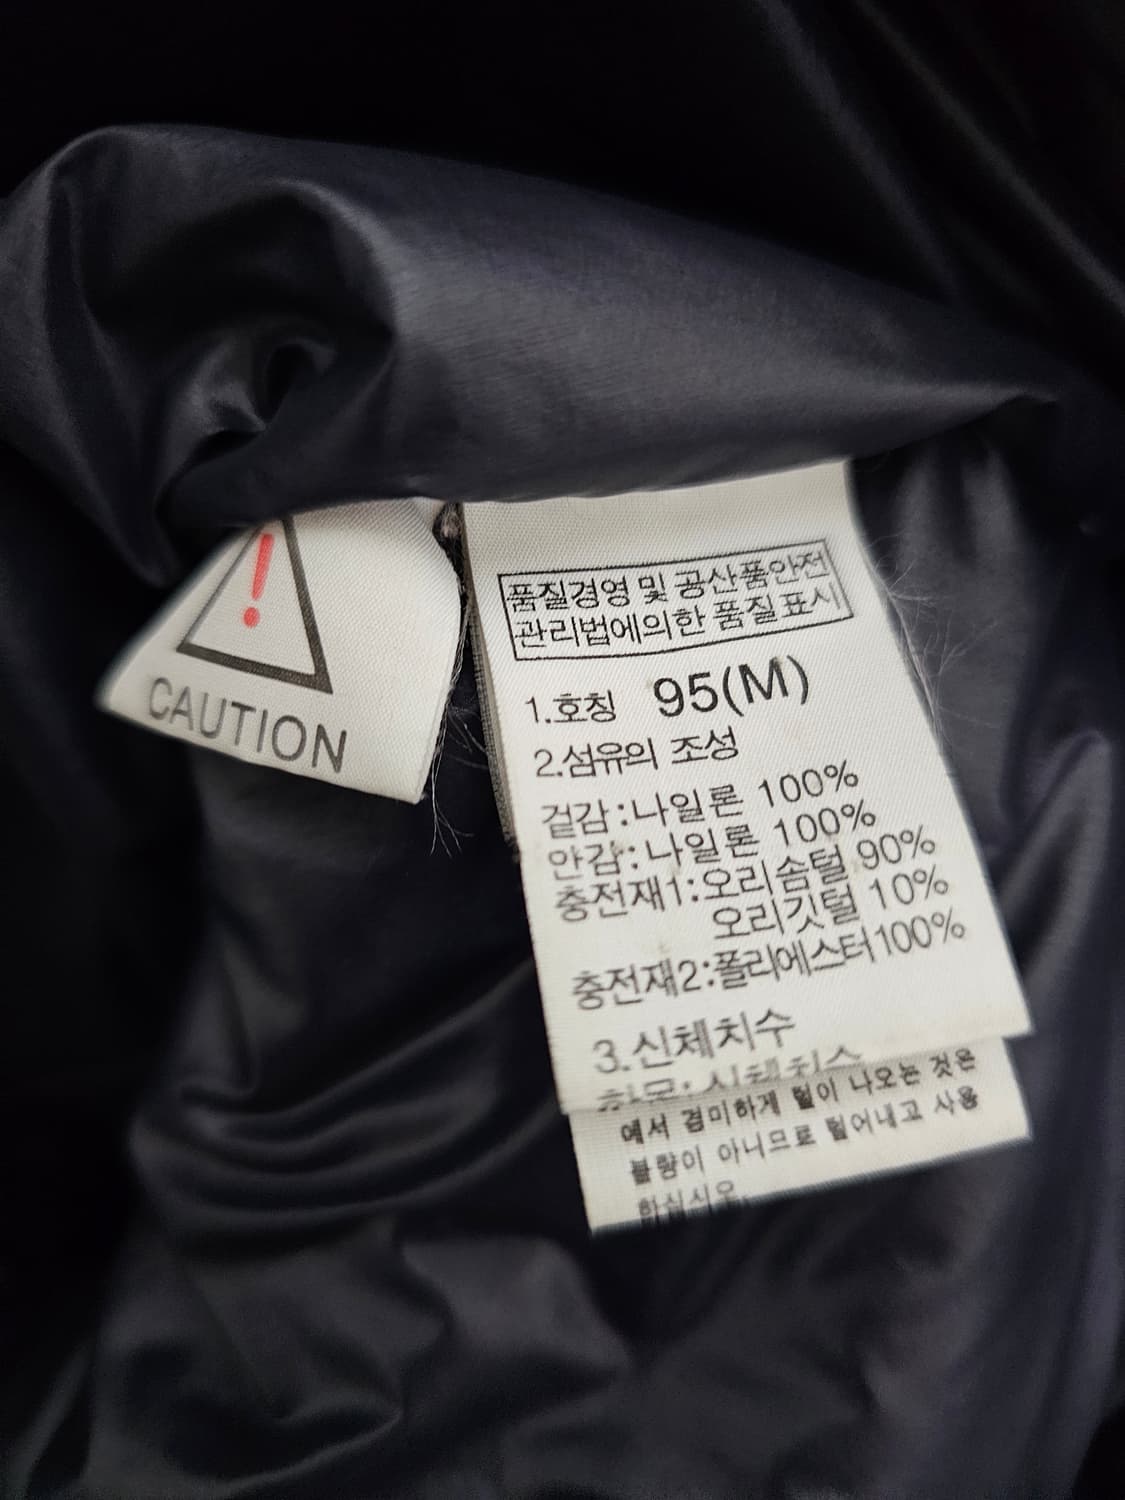 !
CAUTION
품질경영 및 공산품안전
관리법에의한 품질표시
1.호칭 95(M)
2.섬유의 조성
겉감:나일론 100%
안감:나일론 100%
충전재1:오리솜털 90%
오리깃털 10%
충전재2:폴리에스터100%
3.신체치수
에서 경미하게 털이 나오는 것은
불량이 아니므로 털어내고 사용
하십시오.